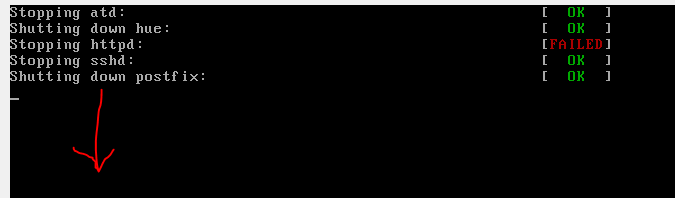 Stopping atd: [  OK  ]
Shutting down hue: [  OK  ]
Stopping httpd: [FAILED]
Stopping sshd: [  OK  ]
Shutting down postfix: [  OK  ]